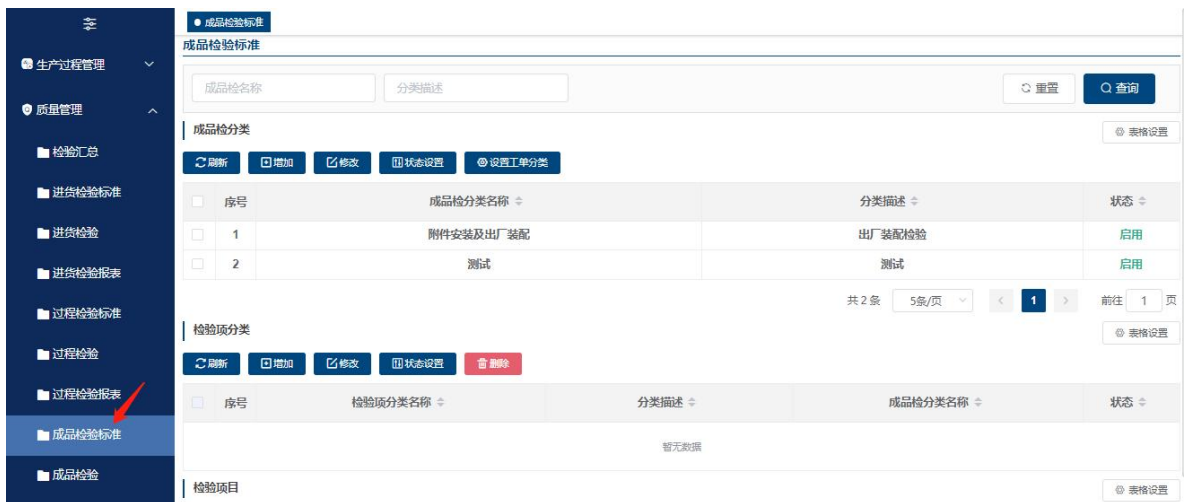 成品检验标准
成品检验标准
生产过程管理
质量管理
检验汇总
进货检验标准
进货检验
进货检验报表
过程检验标准
过程检验
过程检验报表
成品检验标准
成品检验
成品检名称 分类描述 重置 查询
成品检分类 表格设置
刷新 增加 修改 状态设置 设置工单分类
序号 成品检分类名称 分类描述 状态
1 附件安装及出厂装配 出厂装配检验 启用
2 测试 测试 启用
共 2 条 5条/页 1 前往 1 页
检验项分类 表格设置
刷新 增加 修改 状态设置 删除
序号 检验项分类名称 分类描述 成品检分类名称 状态
暂无数据
检验项目 表格设置